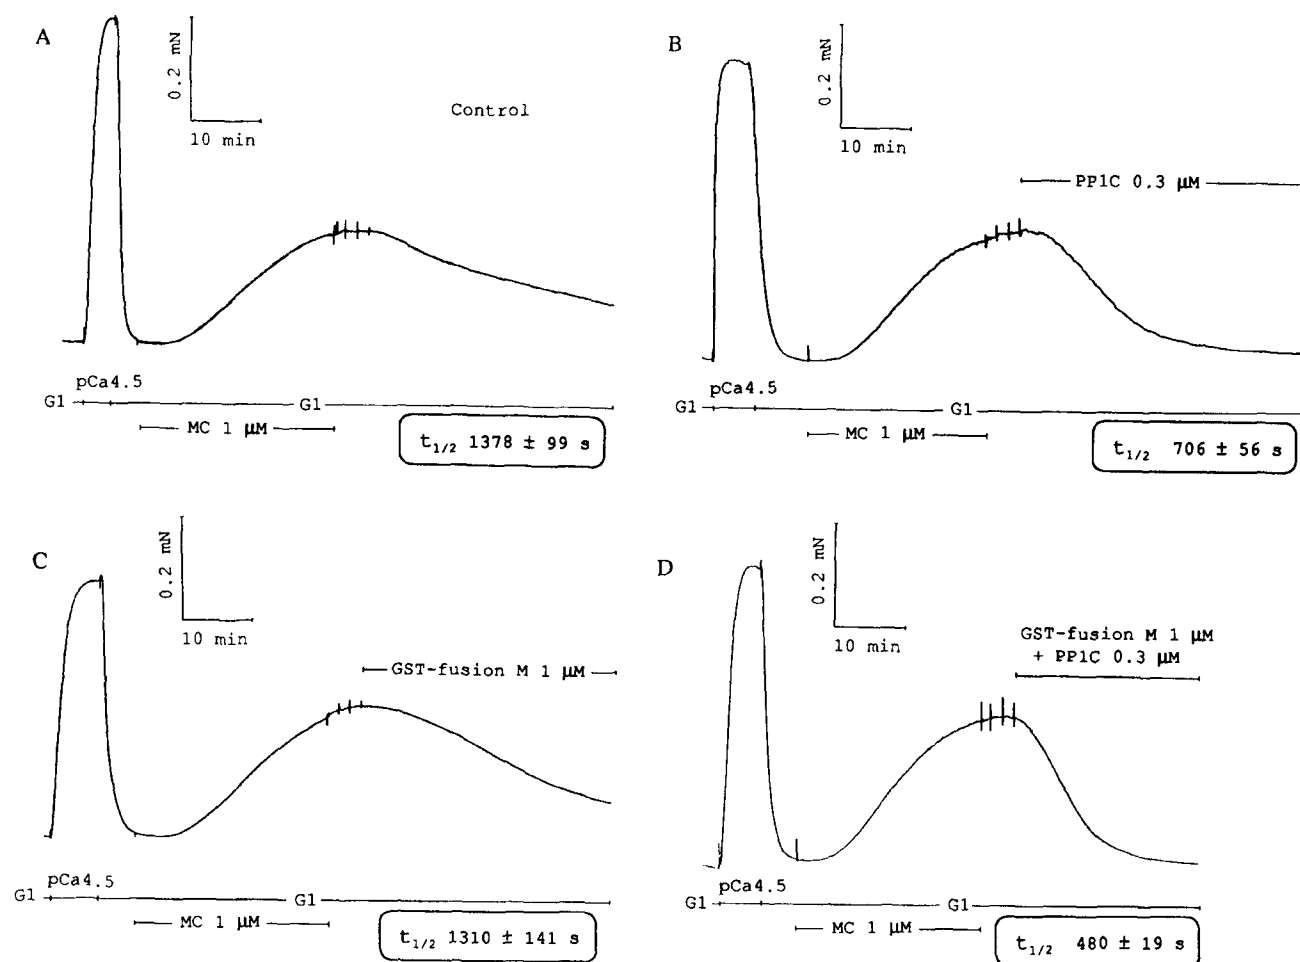 A
0.2 mN
10 min
Control
pCa4.5
G1
G1
MC 1 μM
t1/2 1378 ± 99 s
B
0.2 mN
10 min
PP1C 0.3 μM
pCa4.5
G1
G1
MC 1 μM
t1/2 706 ± 56 s
C
0.2 mN
10 min
GST-fusion M 1 μM
pCa4.5
G1
G1
MC 1 μM
t1/2 1310 ± 141 s
D
0.2 mN
10 min
GST-fusion M 1 μM
+ PP1C 0.3 μM
pCa4.5
G1
G1
MC 1 μM
t1/2 480 ± 19 s